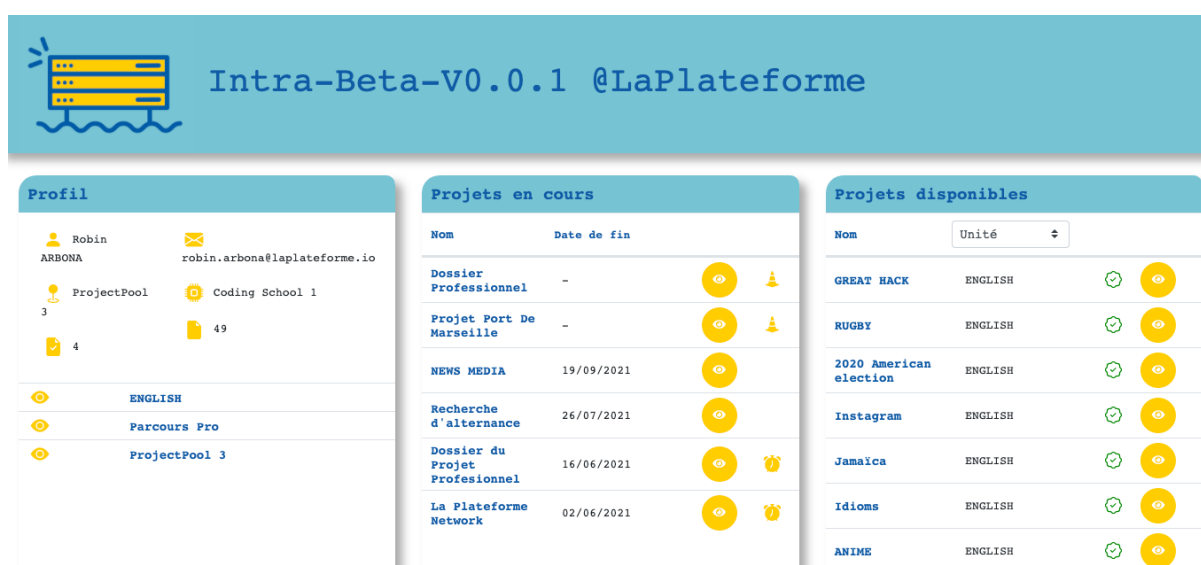 Intra-Beta-V0.0.1 @LaPlateforme
Profil
Robin
ARBONA
robin.arbona@laplateforme.io
ProjectPool
3
Coding School 1
4
49
ENGLISH
Parcours Pro
ProjectPool 3
Projets en cours
Nom Date de fin
Dossier
Professionnel
–
Projet Port De
Marseille
–
NEWS MEDIA 19/09/2021
Recherche
d'alternance
26/07/2021
Dossier du
Projet
Profesionnel
16/06/2021
La Plateforme
Network
02/06/2021
Projets disponibles
Nom Unité
GREAT HACK ENGLISH
RUGBY ENGLISH
2020 American
election
ENGLISH
Instagram ENGLISH
Jamaïca ENGLISH
Idioms ENGLISH
ANIME ENGLISH